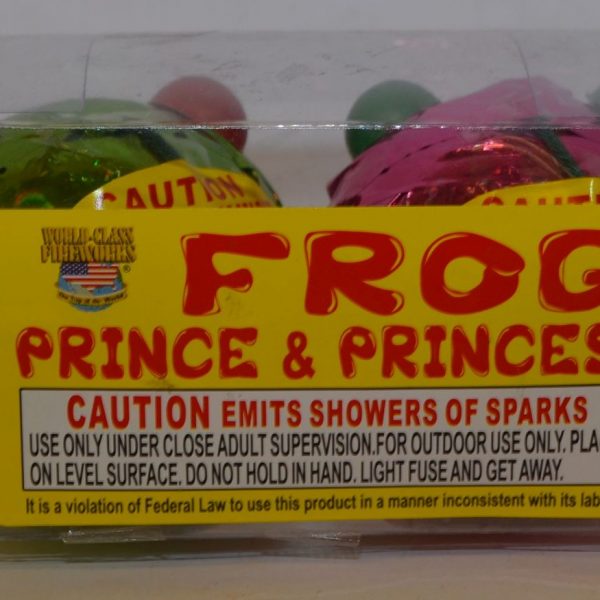 CAUTION
CAUT
WORLD-CLASS
FIREWORKS
®
FROG
PRINCE & PRINCES
CAUTION EMITS SHOWERS OF SPARKS
USE ONLY UNDER CLOSE ADULT SUPERVISION.FOR OUTDOOR USE ONLY. PLA
ON LEVEL SURFACE. DO NOT HOLD IN HAND. LIGHT FUSE AND GET AWAY.
It is a violation of Federal Law to use this product in a manner inconsistent with its lab